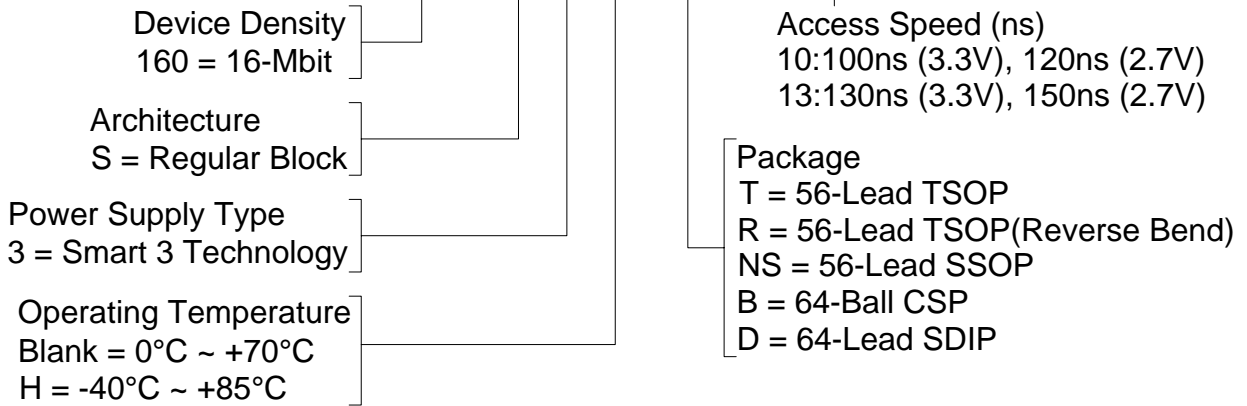 Device Density
160 = 16-Mbit
Architecture
S = Regular Block
Power Supply Type
3 = Smart 3 Technology
Operating Temperature
Blank = 0°C ~ +70°C
H = -40°C ~ +85°C
Access Speed (ns)
10:100ns (3.3V), 120ns (2.7V)
13:130ns (3.3V), 150ns (2.7V)
Package
T = 56-Lead TSOP
R = 56-Lead TSOP(Reverse Bend)
NS = 56-Lead SSOP
B = 64-Ball CSP
D = 64-Lead SDIP